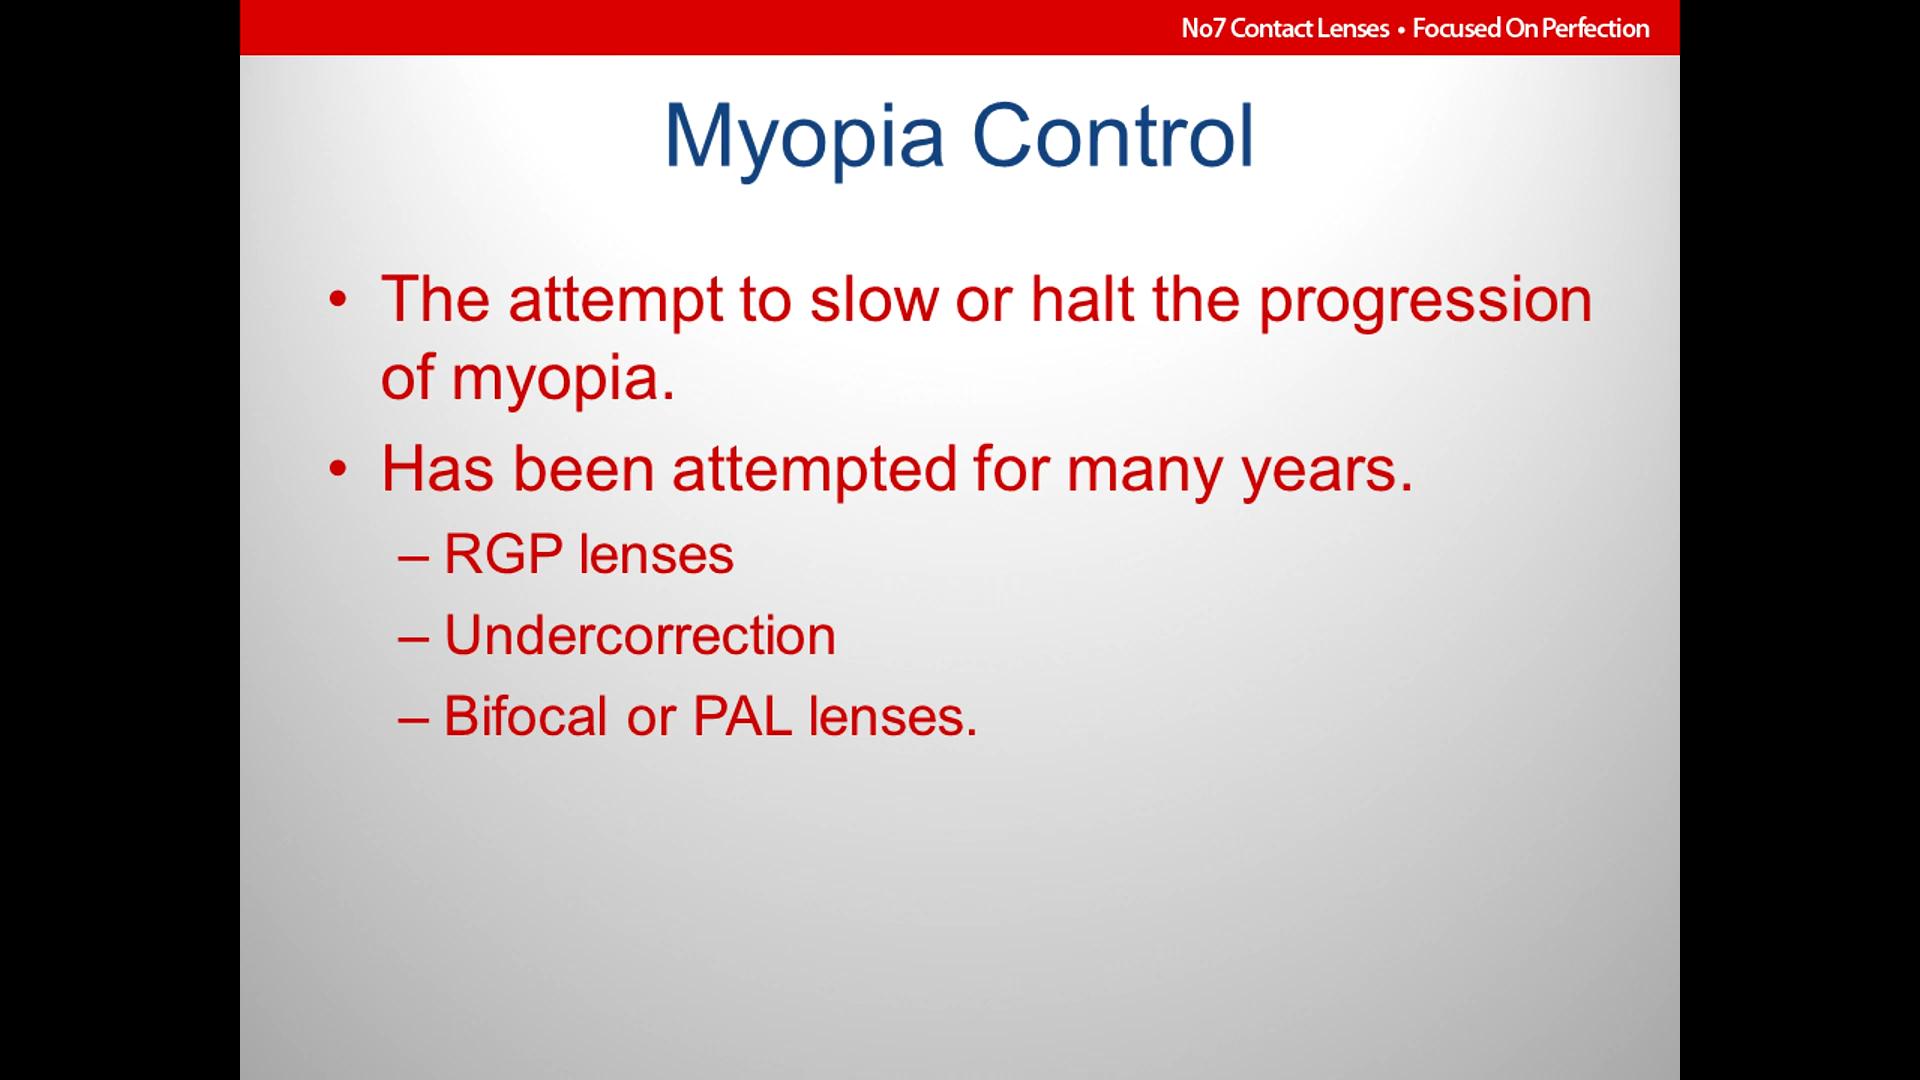 No7 Contact Lenses • Focused On Perfection
Myopia Control
• The attempt to slow or halt the progression
of myopia.
• Has been attempted for many years.
– RGP lenses
– Undercorrection
– Bifocal or PAL lenses.